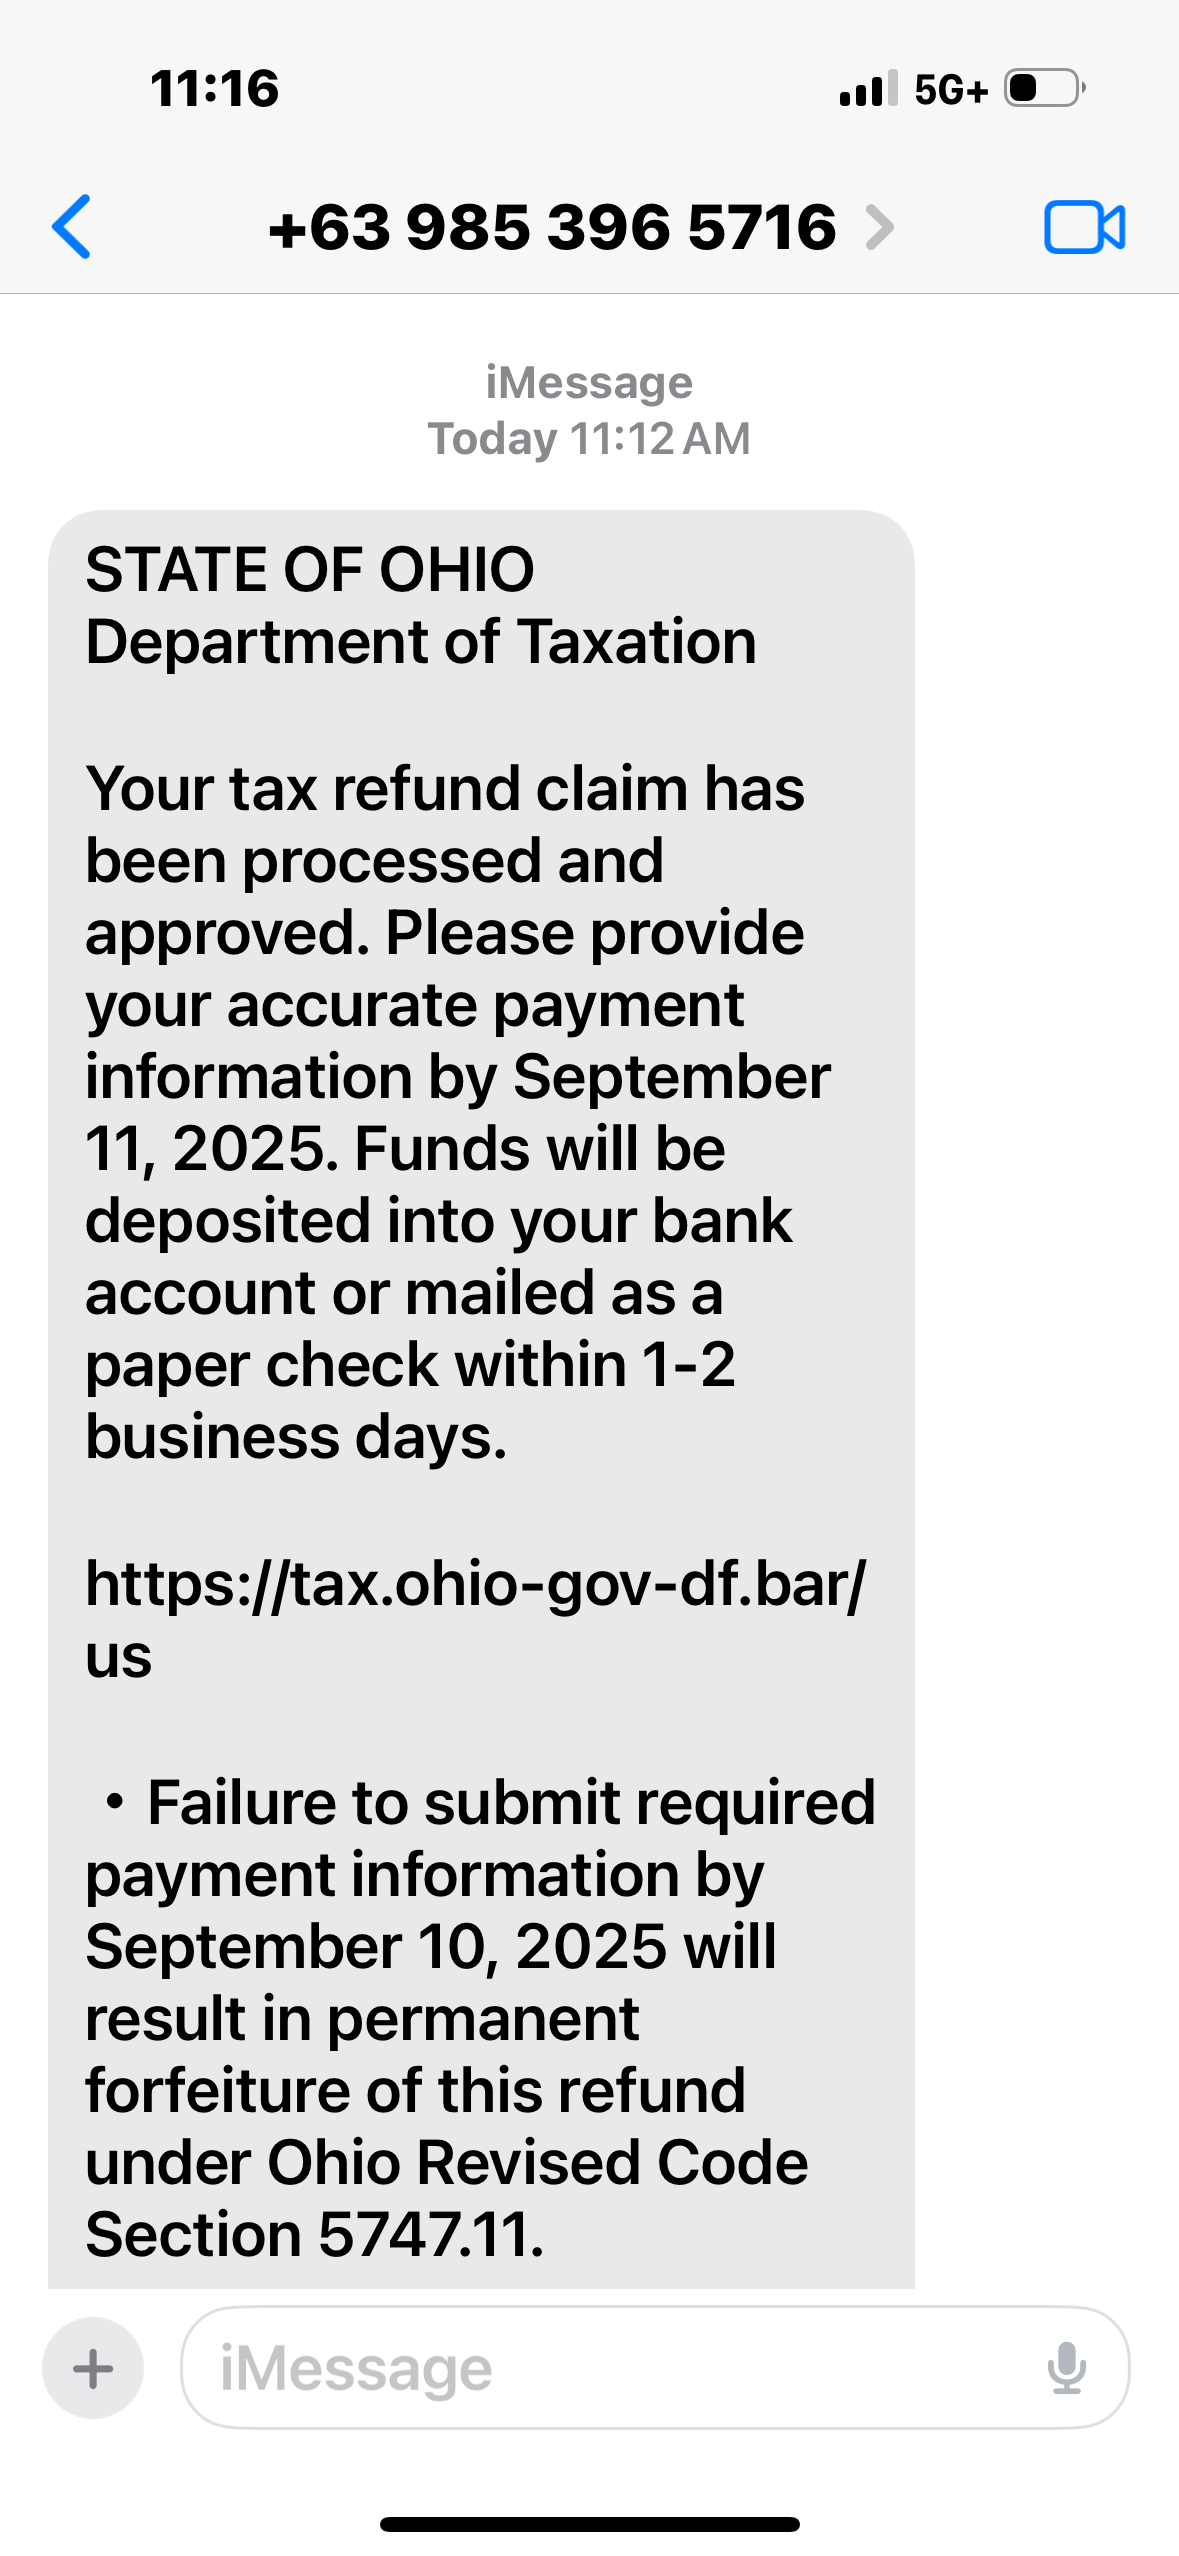 11:16
5G+
+63 985 396 5716
iMessage
Today 11:12 AM
STATE OF OHIO
Department of Taxation
Your tax refund claim has
been processed and
approved. Please provide
your accurate payment
information by September
11, 2025. Funds will be
deposited into your bank
account or mailed as a
paper check within 1-2
business days.
https://tax.ohio-gov-df.bar/
us
• Failure to submit required
payment information by
September 10, 2025 will
result in permanent
forfeiture of this refund
under Ohio Revised Code
Section 5747.11.
iMessage